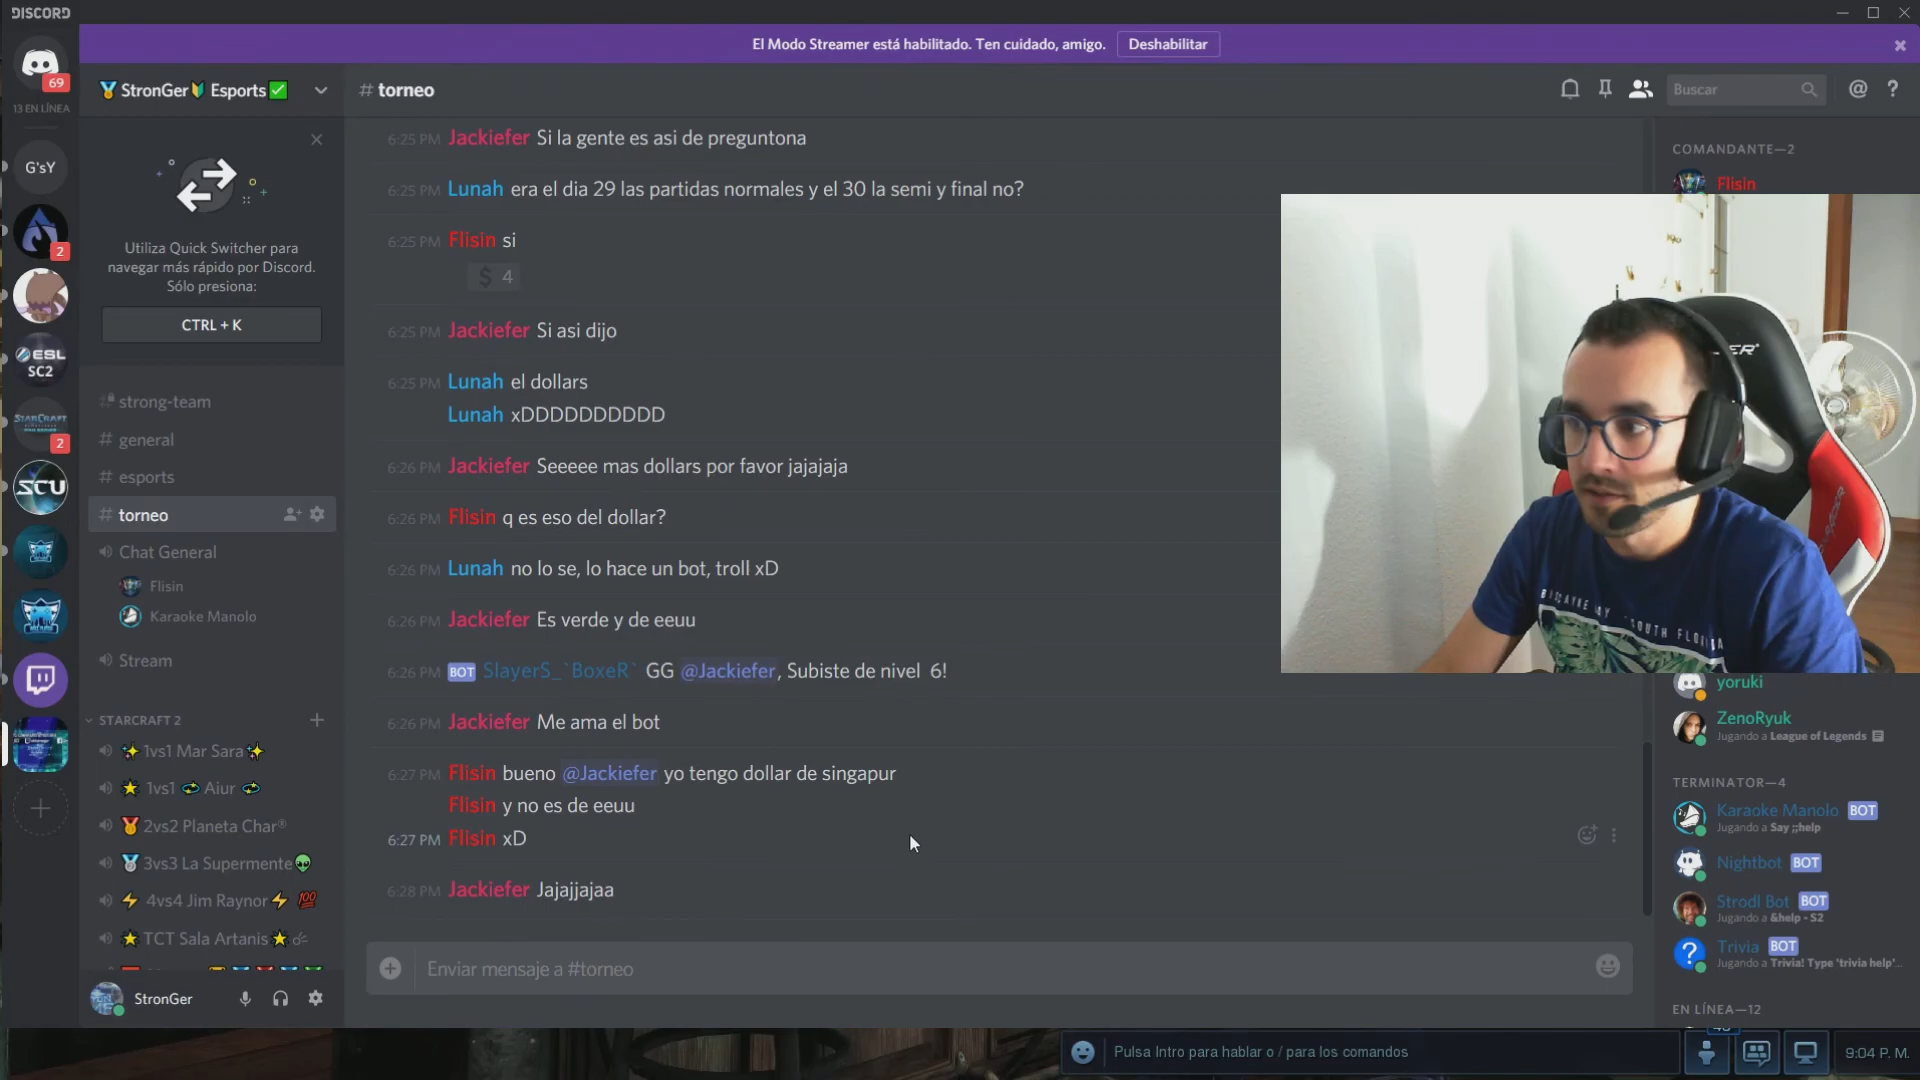 DISCORD
El Modo Streamer está habilitado. Ten cuidado, amigo.
Deshabilitar
69
13 EN LÍNEA
StronGer Esports
# torneo
Buscar
G'sY
2
ESL
SC2
STARCRAFT
2
SCU
Utiliza Quick Switcher para
navegar más rápido por Discord.
Sólo presiona:
CTRL + K
# strong-team
# general
# esports
# torneo
Chat General
Flisin
Karaoke Manolo
Stream
STARCRAFT 2
1vs1 Mar Sara
1vs1 Aiur
2vs2 Planeta Char®
3vs3 La Supermente
4vs4 Jim Raynor 100
TCT Sala Artanis
StronGer
6:25 PM Jackiefer Si la gente es asi de preguntona
6:25 PM Lunah era el dia 29 las partidas normales y el 30 la semi y final no?
6:25 PM Flisin si
$ 4
6:25 PM Jackiefer Si asi dijo
6:25 PM Lunah el dollars
Lunah xDDDDDDDDDD
6:26 PM Jackiefer Seeeee mas dollars por favor jajajaja
6:26 PM Flisin q es eso del dollar?
6:26 PM Lunah no lo se, lo hace un bot, troll xD
6:26 PM Jackiefer Es verde y de eeuu
6:26 PM BOT SlayerS_`BoxeR` GG @Jackiefer, Subiste de nivel 6!
6:26 PM Jackiefer Me ama el bot
6:27 PM Flisin bueno @Jackiefer yo tengo dollar de singapur
Flisin y no es de eeuu
6:27 PM Flisin xD
6:28 PM Jackiefer Jajajjajaa
Enviar mensaje a #torneo
COMANDANTE—2
Flisin
SOUTH FLORIDA
yoruki
ZenoRyuk
Jugando a League of Legends
TERMINATOR—4
Karaoke Manolo BOT
Jugando a Say ;;help
Nightbot BOT
Strodl Bot BOT
Jugando a &help - S2
Trivia BOT
Jugando a Trivia! Type 'trivia help'...
EN LÍNEA—12
Pulsa Intro para hablar o / para los comandos
9:04 P. M.